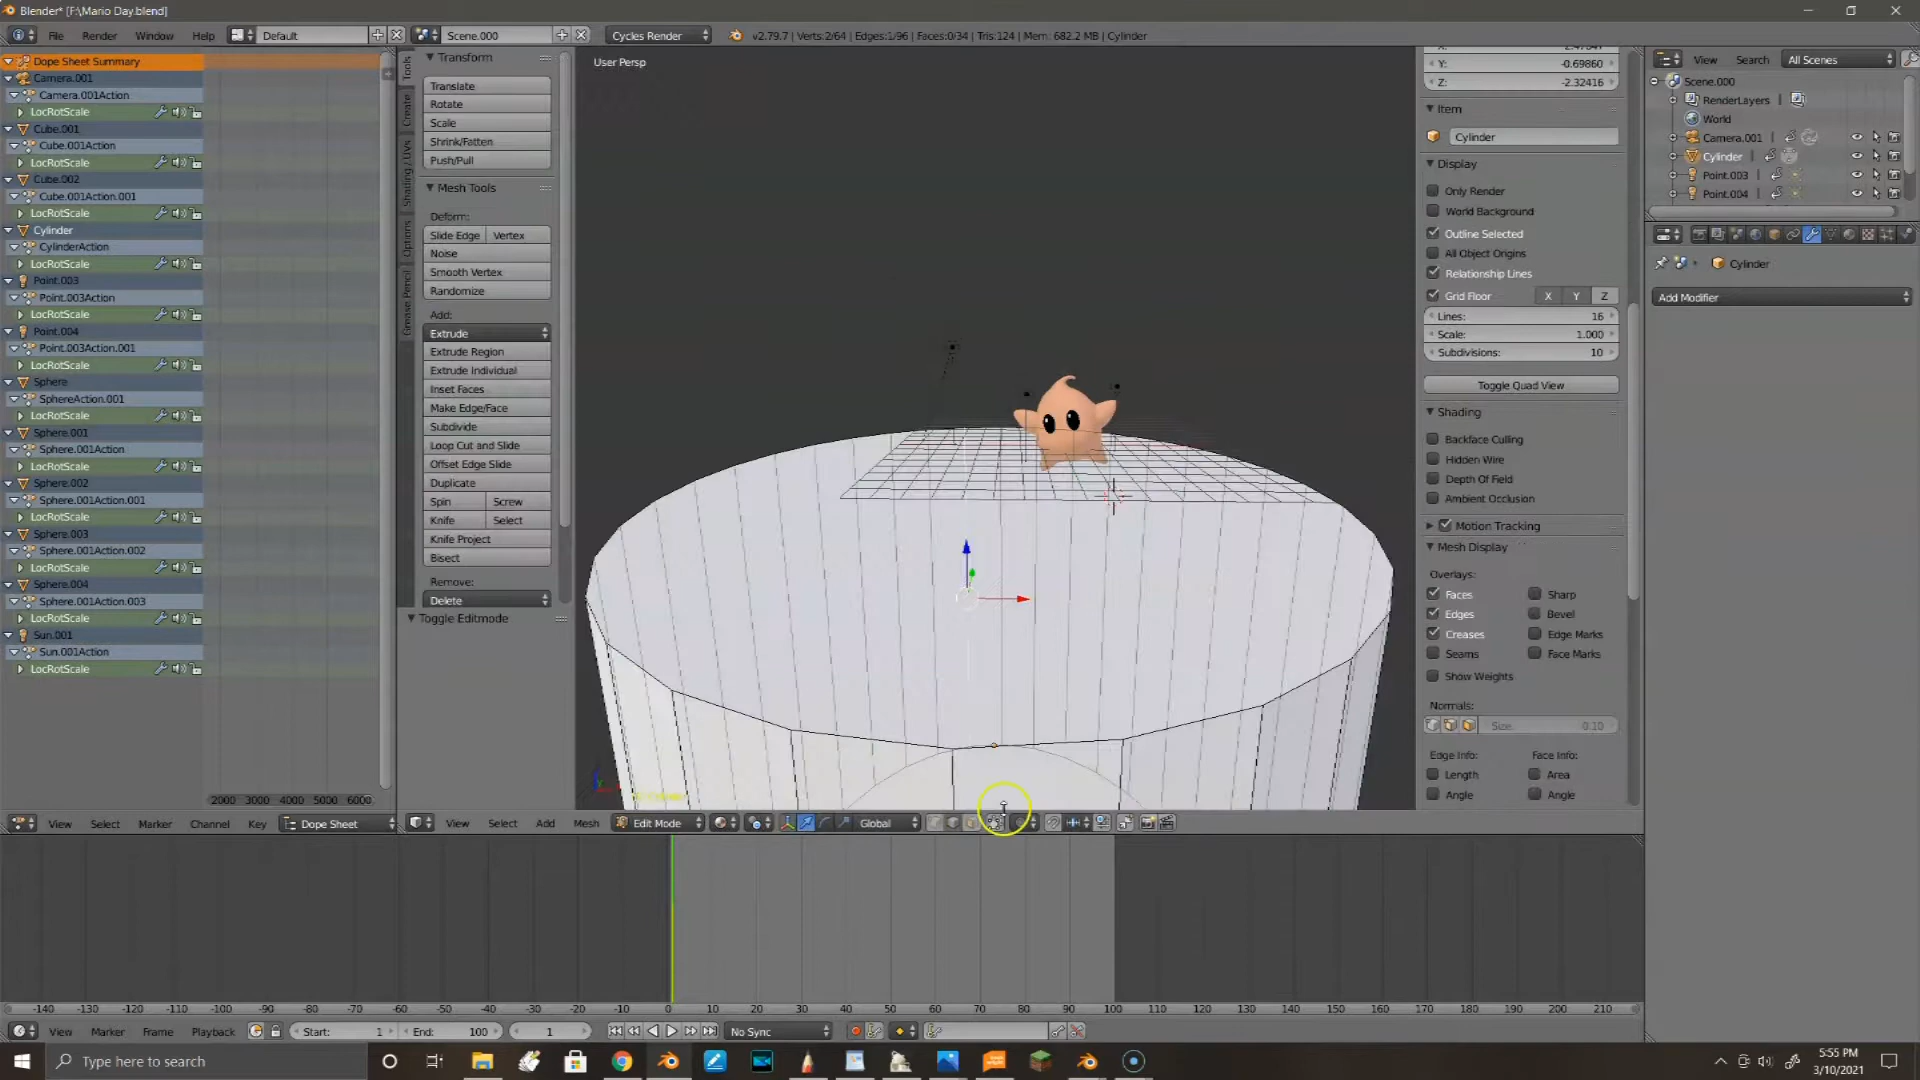 Blender* [F:\Mario Day.blend]
File Render Window Help Default Scene.000 Cycles Render v2.79.7 | Verts:2/64 | Edges:1/96 | Faces:0/34 | Tris:124 | Mem: 682.2 MB | Cylinder
Dope Sheet Summary
Camera.001
Camera.001Action
LocRotScale
Cube.001
Cube.001Action
LocRotScale
Cube.002
Cube.001Action.001
LocRotScale
Cylinder
CylinderAction
LocRotScale
Point.003
Point.003Action
LocRotScale
Point.004
Point.003Action.001
LocRotScale
Sphere
SphereAction.001
LocRotScale
Sphere.001
Sphere.001Action
LocRotScale
Sphere.002
Sphere.001Action.001
LocRotScale
Sphere.003
Sphere.001Action.002
LocRotScale
Sphere.004
Sphere.001Action.003
LocRotScale
Sun.001
Sun.001Action
LocRotScale
2000 3000 4000 5000 6000
View Select Marker Channel Key Dope Sheet
Tools
Create
Shading / UVs
Options
Grease Pencil
Transform
Translate
Rotate
Scale
Shrink/Fatten
Push/Pull
Mesh Tools
Deform:
Slide Edge Vertex
Noise
Smooth Vertex
Randomize
Add:
Extrude
Extrude Region
Extrude Individual
Inset Faces
Make Edge/Face
Subdivide
Loop Cut and Slide
Offset Edge Slide
Duplicate
Spin Screw
Knife Select
Knife Project
Bisect
Remove:
Delete
Toggle Editmode
User Persp
View Select Add Mesh Edit Mode Global
Y: -0.69860
Z: -2.32416
Item
Cylinder
Display
Only Render
World Background
Outline Selected
All Object Origins
Relationship Lines
Grid Floor X Y Z
Lines: 16
Scale: 1.000
Subdivisions: 10
Toggle Quad View
Shading
Backface Culling
Hidden Wire
Depth Of Field
Ambient Occlusion
Motion Tracking
Mesh Display
Overlays:
Faces Sharp
Edges Bevel
Creases Edge Marks
Seams Face Marks
Show Weights
Normals:
Size: 0.10
Edge Info: Face Info:
Length Area
Angle Angle
View Search All Scenes
Scene.000
RenderLayers
World
Camera.001
Cylinder
Point.003
Point.004
Cylinder
Add Modifier
-140 -130 -120 -110 -100 -90 -80 -70 -60 -50 -40 -30 -20 -10 0 10 20 30 40 50 60 70 80 90 100 110 120 130 140 150 160 170 180 190 200 210
View Marker Frame Playback Start: 1 End: 100 1 No Sync
Type here to search
5:55 PM
3/10/2021